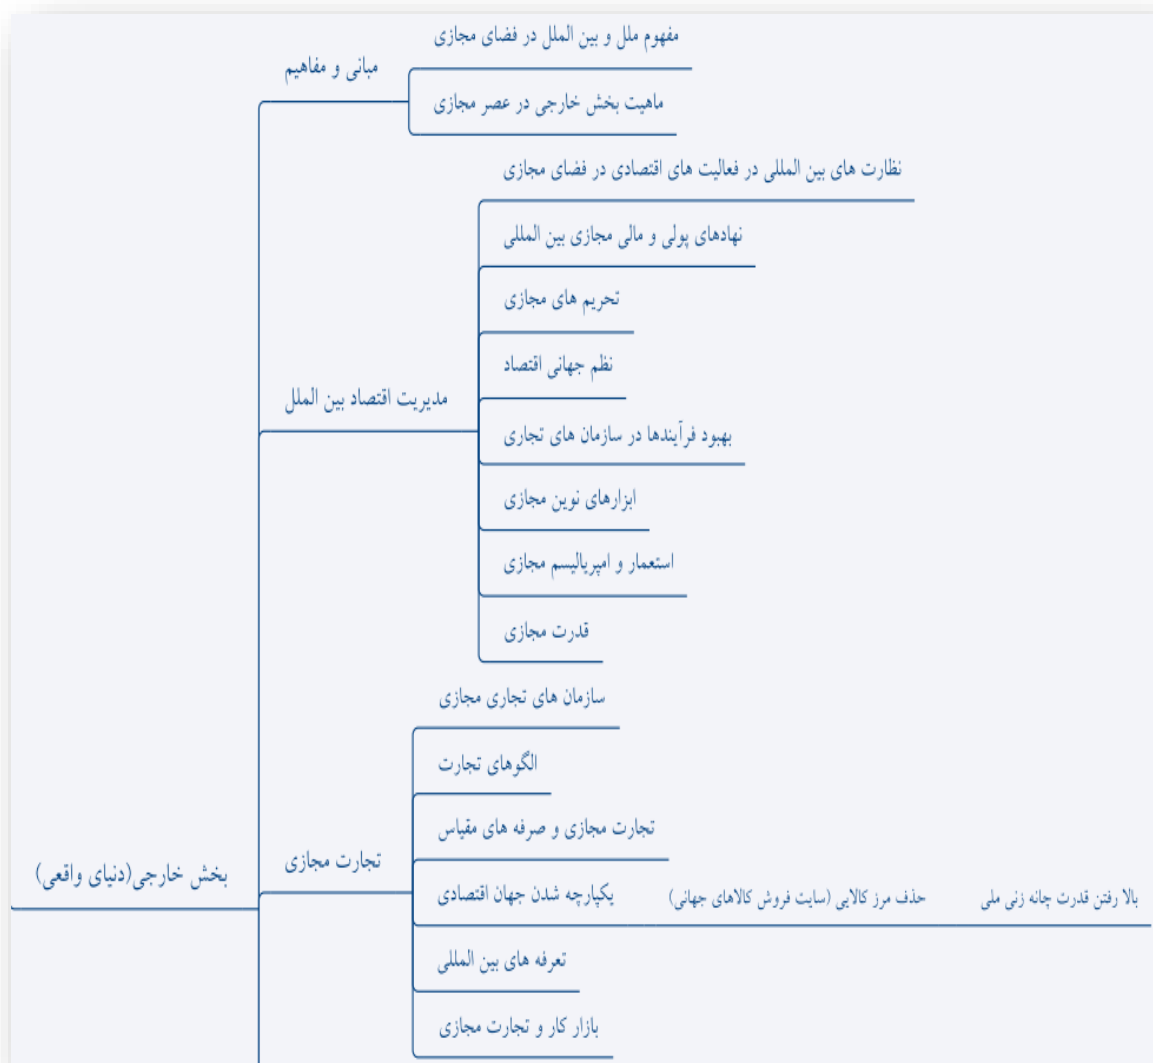 مفهوم ملل و بین الملل در فضای مجازی
مبانی و مفاهیم
ماهیت بخش خارجی در عصر مجازی
نظارت های بین المللی در فعالیت های اقتصادی در فضای مجازی
نهادهای پولی و مالی مجازی بین المللی
تحریم های مجازی
نظم جهانی اقتصاد
مدیریت اقتصاد بین الملل
بهبود فرآیندها در سازمان های تجاری
ابزارهای نوین مجازی
استعمار و امپریالیسم مجازی
قدرت مجازی
سازمان های تجاری مجازی
الگوهای تجارت
تجارت مجازی و صرفه های مقیاس
تجارت مجازی
بخش خارجی(دنیای واقعی)
یکپارچه شدن جهان اقتصادی
حذف مرز کالایی (سایت فروش کالاهای جهانی)
بالا رفتن قدرت چانه زنی ملی
تعرفه های بین المللی
بازار کار و تجارت مجازی